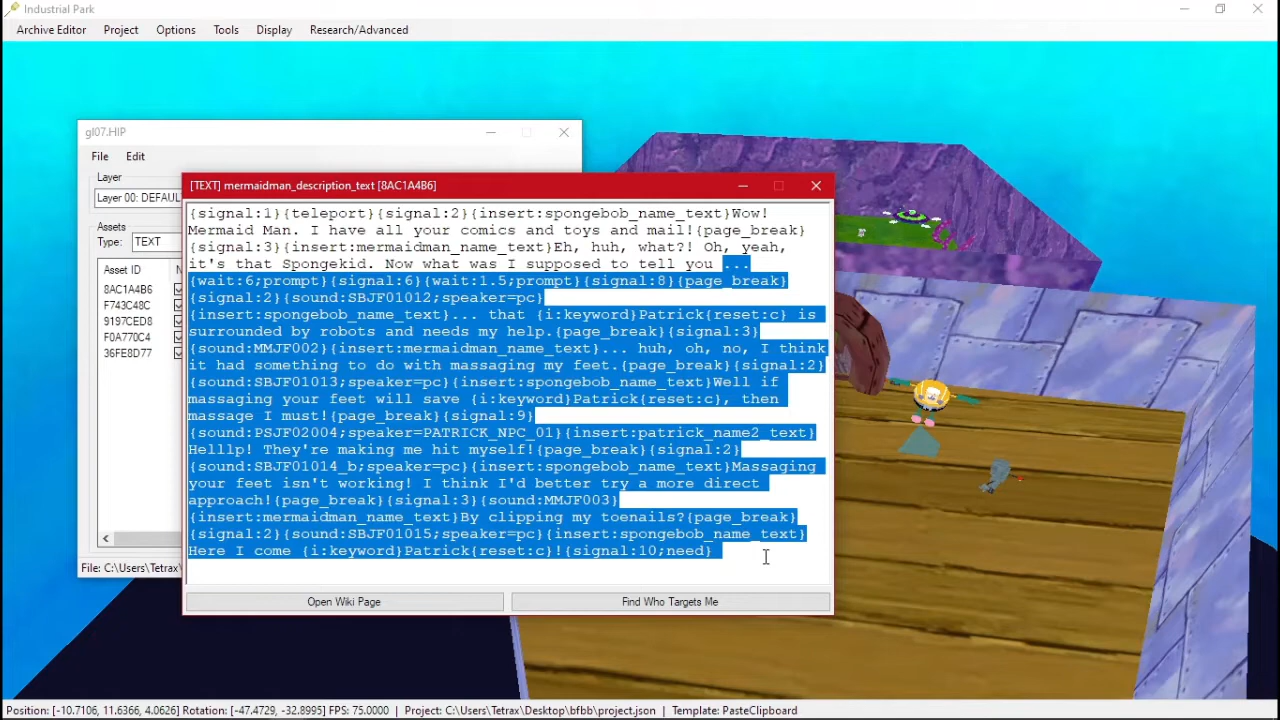 Industrial Park
Archive Editor Project Options Tools Display Research/Advanced
gl07.HIP
File Edit
Layer
Layer 00: DEFAUL
Assets
Type: TEXT
Asset ID N
8AC1A4B6
F743C48C
9197CED8
F0A770C4
36FE8D77
File: C:\Users\Tetrax\D
[TEXT] mermaidman_description_text [8AC1A4B6]
{signal:1}{teleport}{signal:2}{insert:spongebob_name_text}Wow!
Mermaid Man. I have all your comics and toys and mail!{page_break}
{signal:3}{insert:mermaidman_name_text}Eh, huh, what?! Oh, yeah,
it's that Spongekid. Now what was I supposed to tell you ...
{wait:6;prompt}{signal:6}{wait:1.5;prompt}{signal:8}{page_break}
{signal:2}{sound:SBJF01012;speaker=pc}
{insert:spongebob_name_text}... that {i:keyword}Patrick{reset:c} is
surrounded by robots and needs my help.{page_break}{signal:3}
{sound:MMJF002}{insert:mermaidman_name_text}... huh, oh, no, I think
it had something to do with massaging my feet.{page_break}{signal:2}
{sound:SBJF01013;speaker=pc}{insert:spongebob_name_text}Well if
massaging your feet will save {i:keyword}Patrick{reset:c}, then
massage I must!{page_break}{signal:9}
{sound:PSJF02004;speaker=PATRICK_NPC_01}{insert:patrick_name2_text}
Helllp! They're making me hit myself!{page_break}{signal:2}
{sound:SBJF01014_b;speaker=pc}{insert:spongebob_name_text}Massaging
your feet isn't working! I think I'd better try a more direct
approach!{page_break}{signal:3}{sound:MMJF003}
{insert:mermaidman_name_text}By clipping my toenails?{page_break}
{signal:2}{sound:SBJF01015;speaker=pc}{insert:spongebob_name_text}
Here I come {i:keyword}Patrick{reset:c}!{signal:10;need}
Open Wiki Page Find Who Targets Me
Position: [-10.7106, 11.6366, 4.0626] Rotation: [-47.4729, -32.8995] FPS: 75.0000 | Project: C:\Users\Tetrax\Desktop\bfbb\project.json | Template: PasteClipboard